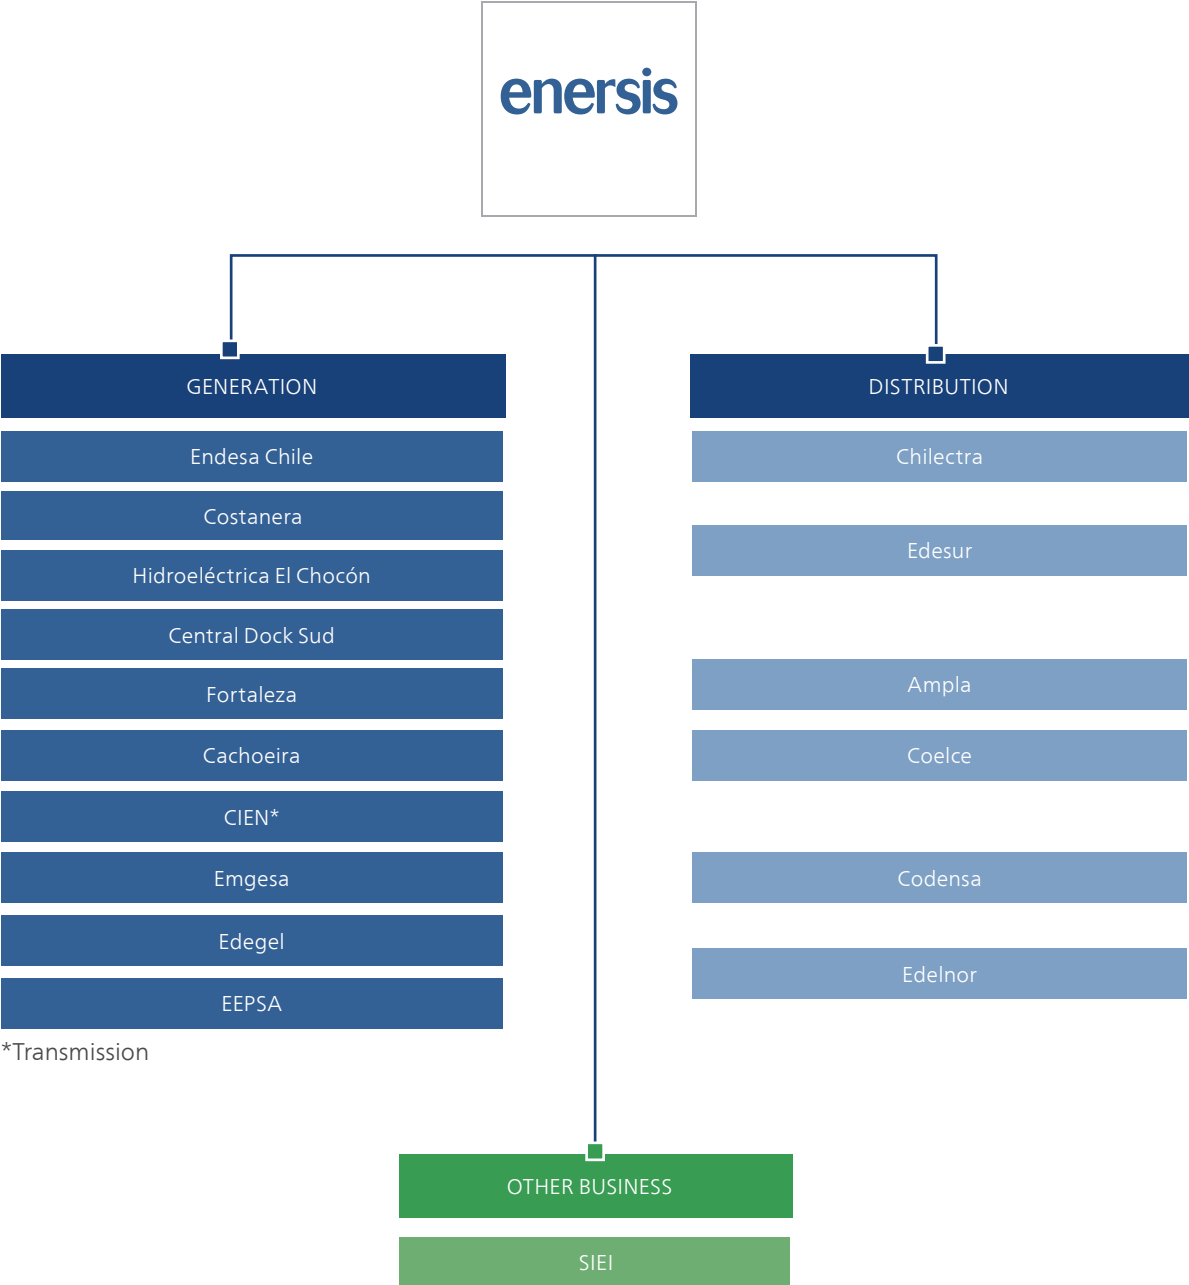 enersis
GENERATION
Endesa Chile
Costanera
Hidroeléctrica El Chocón
Central Dock Sud
Fortaleza
Cachoeira
CIEN*
Emgesa
Edegel
EEPSA
*Transmission
DISTRIBUTION
Chilectra
Edesur
Ampla
Coelce
Codensa
Edelnor
OTHER BUSINESS
SIEI